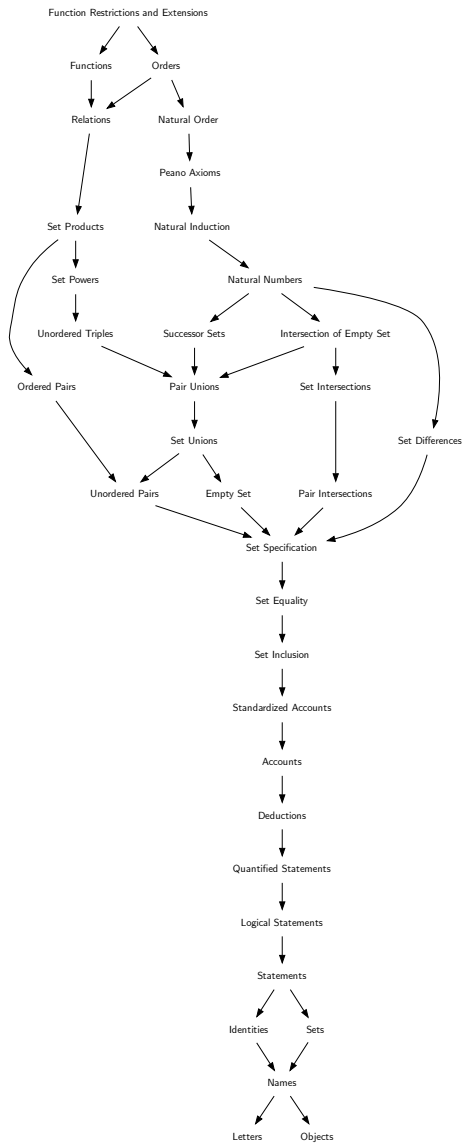 Function Restrictions and Extensions
Functions
Orders
Relations
Natural Order
Peano Axioms
Set Products
Natural Induction
Set Powers
Natural Numbers
Unordered Triples
Successor Sets
Intersection of Empty Set
Ordered Pairs
Pair Unions
Set Intersections
Set Unions
Set Differences
Unordered Pairs
Empty Set
Pair Intersections
Set Specification
Set Equality
Set Inclusion
Standardized Accounts
Accounts
Deductions
Quantified Statements
Logical Statements
Statements
Identities
Sets
Names
Letters
Objects